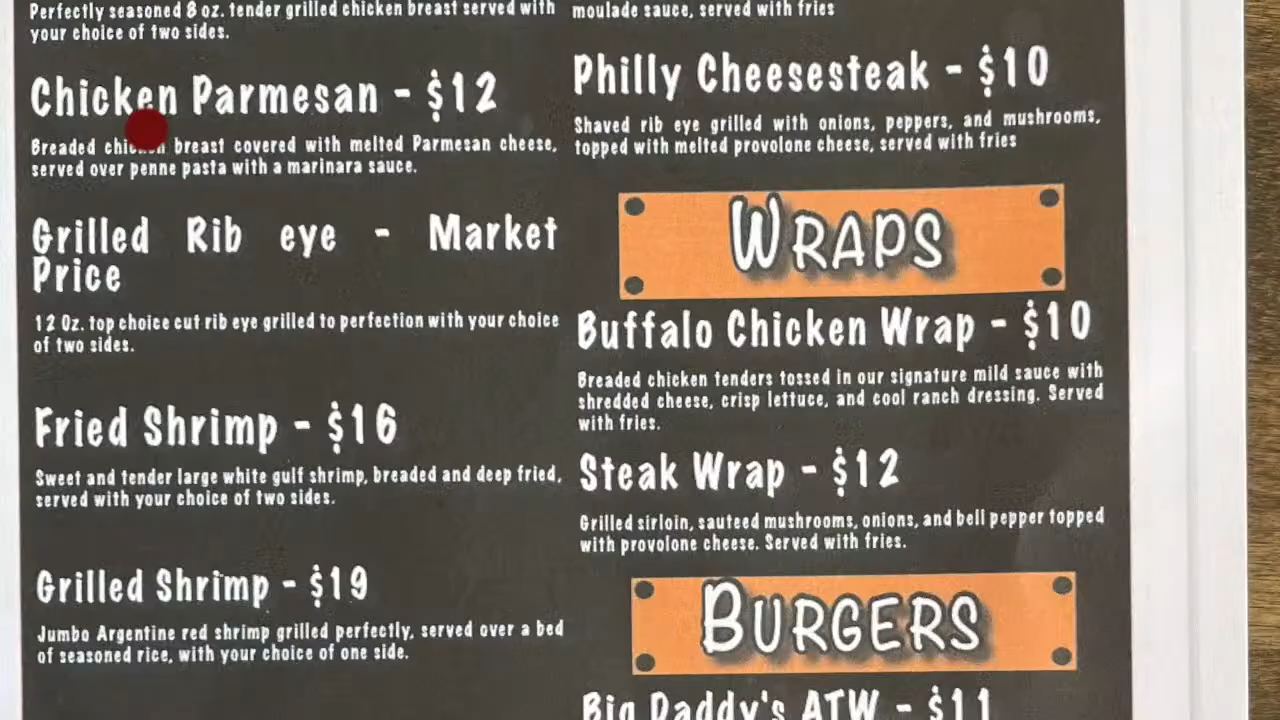 Perfectly seasoned 8 oz. tender grilled chicken breast served with
your choice of two sides.
Chicken Parmesan - $12
Breaded chicken breast covered with melted Parmesan cheese,
served over penne pasta with a marinara sauce.
Grilled Rib eye - Market
Price
12 Oz. top choice cut rib eye grilled to perfection with your choice
of two sides.
Fried Shrimp - $16
Sweet and tender large white gulf shrimp, breaded and deep fried,
served with your choice of two sides.
Grilled Shrimp - $19
Jumbo Argentine red shrimp grilled perfectly, served over a bed
of seasoned rice, with your choice of one side.
moulade sauce, served with fries
Philly Cheesesteak - $10
Shaved rib eye grilled with onions, peppers, and mushrooms,
topped with melted provolone cheese, served with fries
WRAPS
Buffalo Chicken Wrap - $10
Breaded chicken tenders tossed in our signature mild sauce with
shredded cheese, crisp lettuce, and cool ranch dressing. Served
with fries.
Steak Wrap - $12
Grilled sirloin, sauteed mushrooms, onions, and bell pepper topped
with provolone cheese. Served with fries.
BURGERS
Big Daddy's ATW - $11